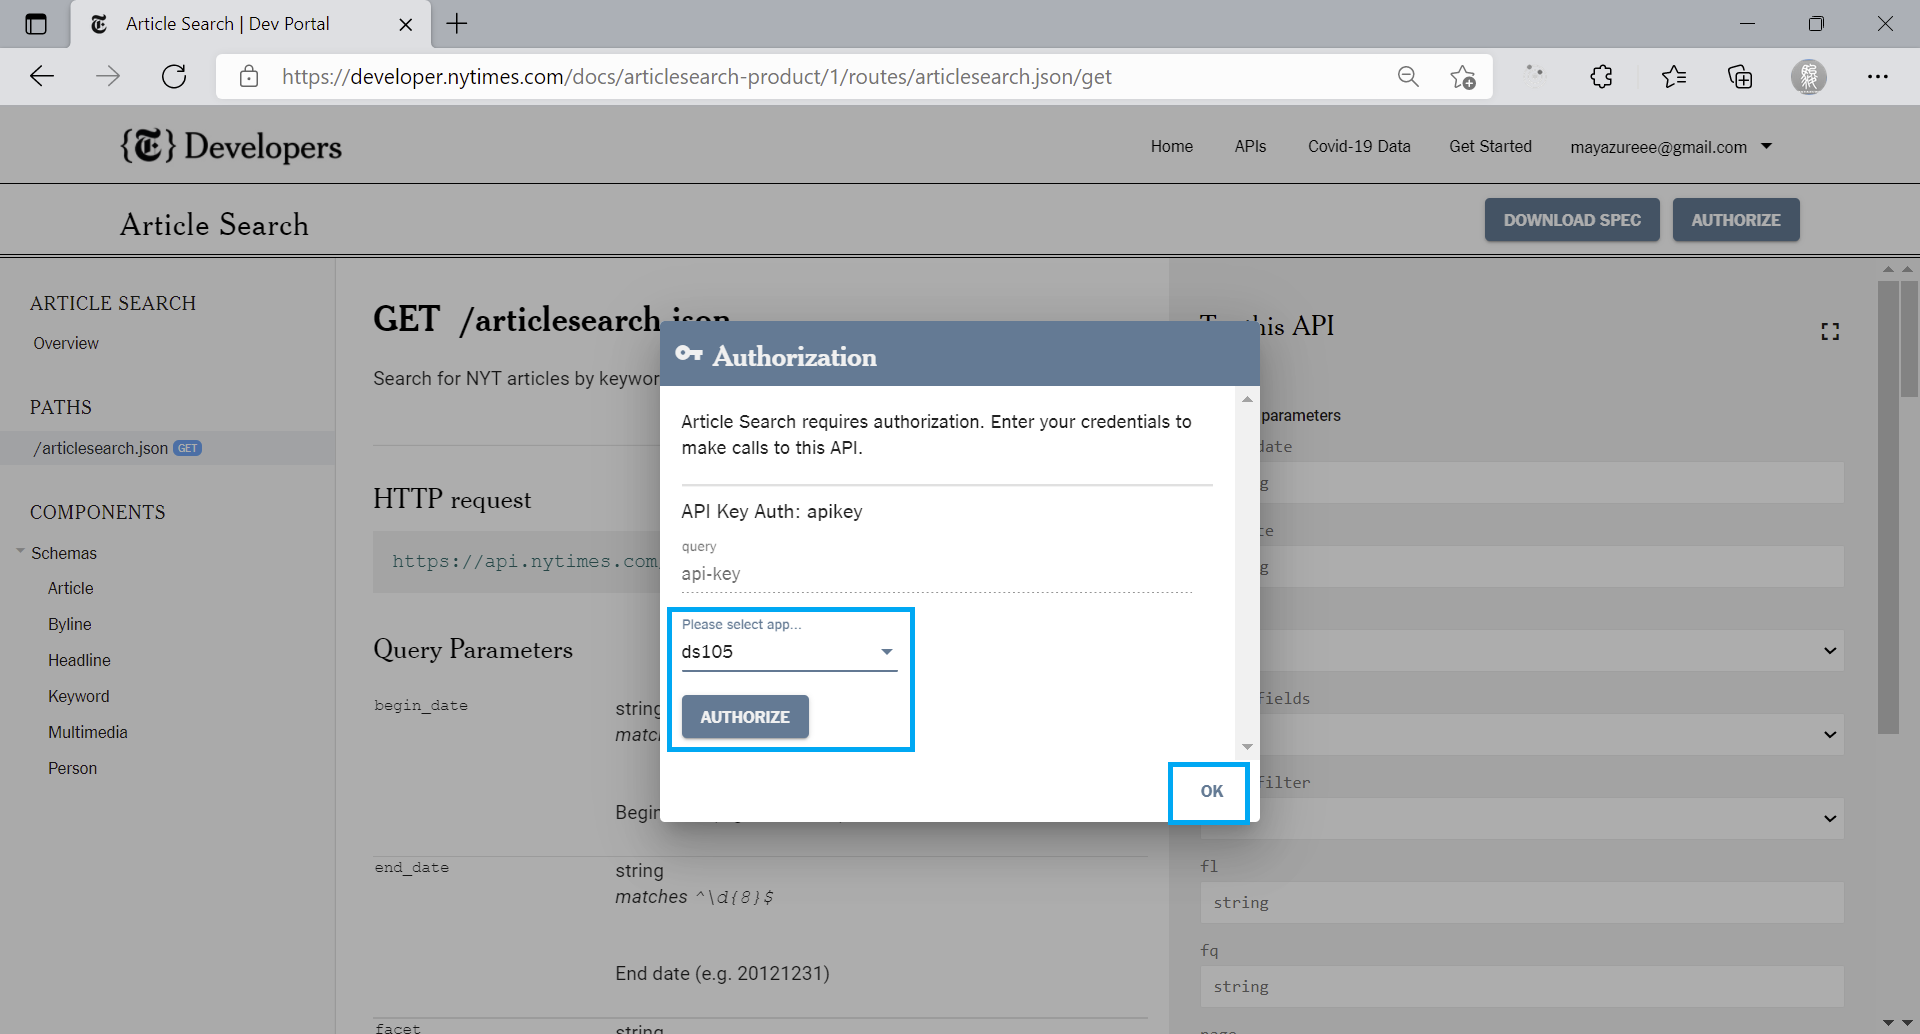 Article Search | Dev Portal
https://developer.nytimes.com/docs/articlesearch-product/1/routes/articlesearch.json/get
{T} Developers
Home
APIs
Covid-19 Data
Get Started
mayazureee@gmail.com
Article Search
DOWNLOAD SPEC
AUTHORIZE
ARTICLE SEARCH
Overview
PATHS
/articlesearch.json GET
COMPONENTS
Schemas
Article
Byline
Headline
Keyword
Multimedia
Person
GET /articlesearch.json
Search for NYT articles by keywor
HTTP request
https://api.nytimes.com
Query Parameters
begin_date
string
matc
Begin
end_date
string
matches ^\d{8}$
End date (e.g. 20121231)
facet
string
Authorization
Article Search requires authorization. Enter your credentials to
make calls to this API.
API Key Auth: apikey
query
api-key
Please select app...
ds105
AUTHORIZE
OK
this API
parameters
date
g
te
g
fields
filter
fl
string
fq
string
page